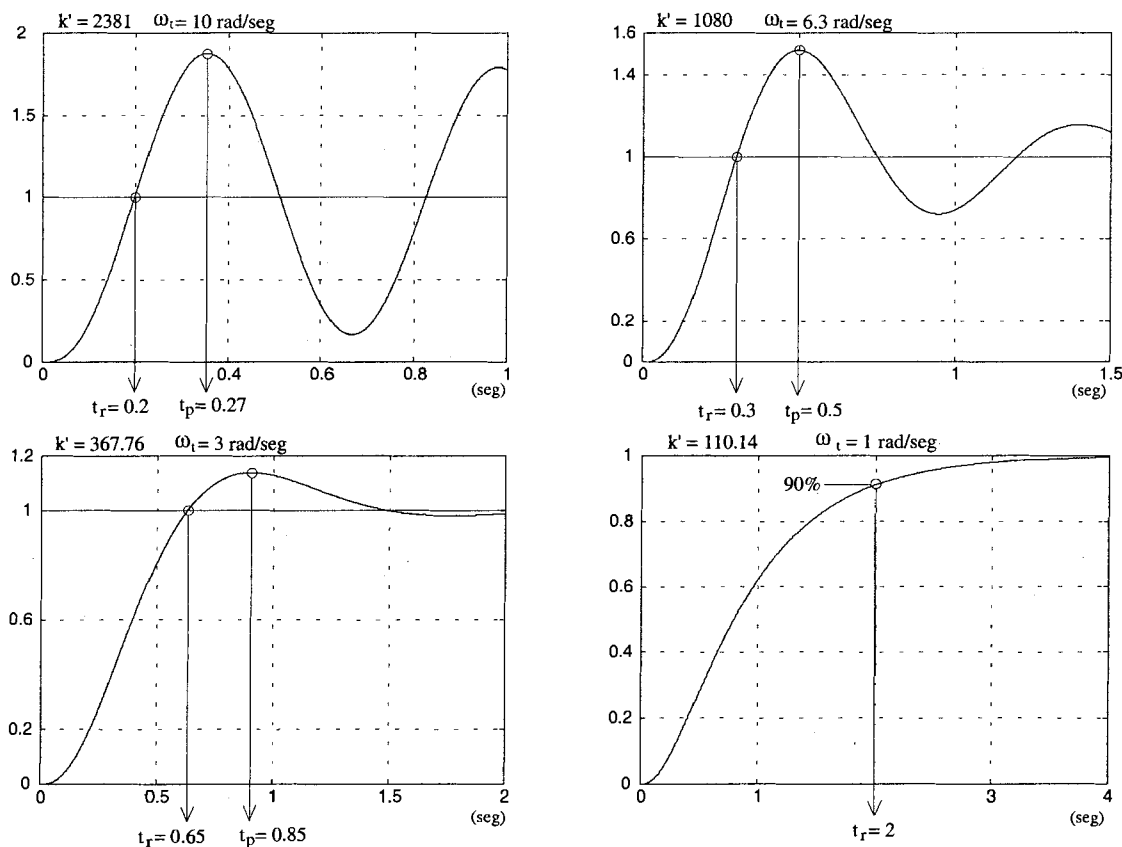 k' = 2381 ω_t = 10 rad/seg
2
1.5
1
0.5
0
0 0.4 0.6 0.8 1
(seg)
t_r = 0.2 t_p = 0.27
k' = 1080 ω_t = 6.3 rad/seg
1.6
1.4
1
0.6
0.2
0
0 1 1.5
(seg)
t_r = 0.3 t_p = 0.5
k' = 367.76 ω_t = 3 rad/seg
1.2
1
0.6
0.2
0
0 0.5 1 1.5 2
(seg)
t_r = 0.65 t_p = 0.85
k' = 110.14 ω_t = 1 rad/seg
1
90%
0.8
0.6
0.4
0.2
0
0 1 3 4
(seg)
t_r = 2